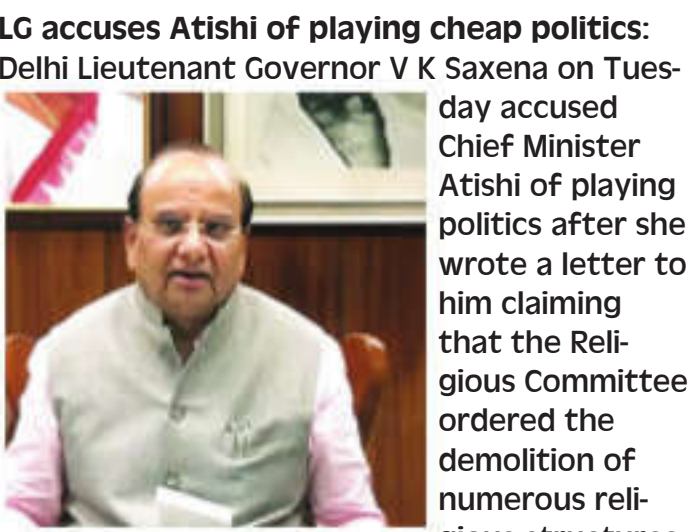 LG accuses Atishi of playing cheap politics:
Delhi Lieutenant Governor V K Saxena on Tues-
day accused
Chief Minister
Atishi of playing
politics after she
wrote a letter to
him claiming
that the Reli-
gious Committee
ordered the
demolition of
numerous reli-
gious structures